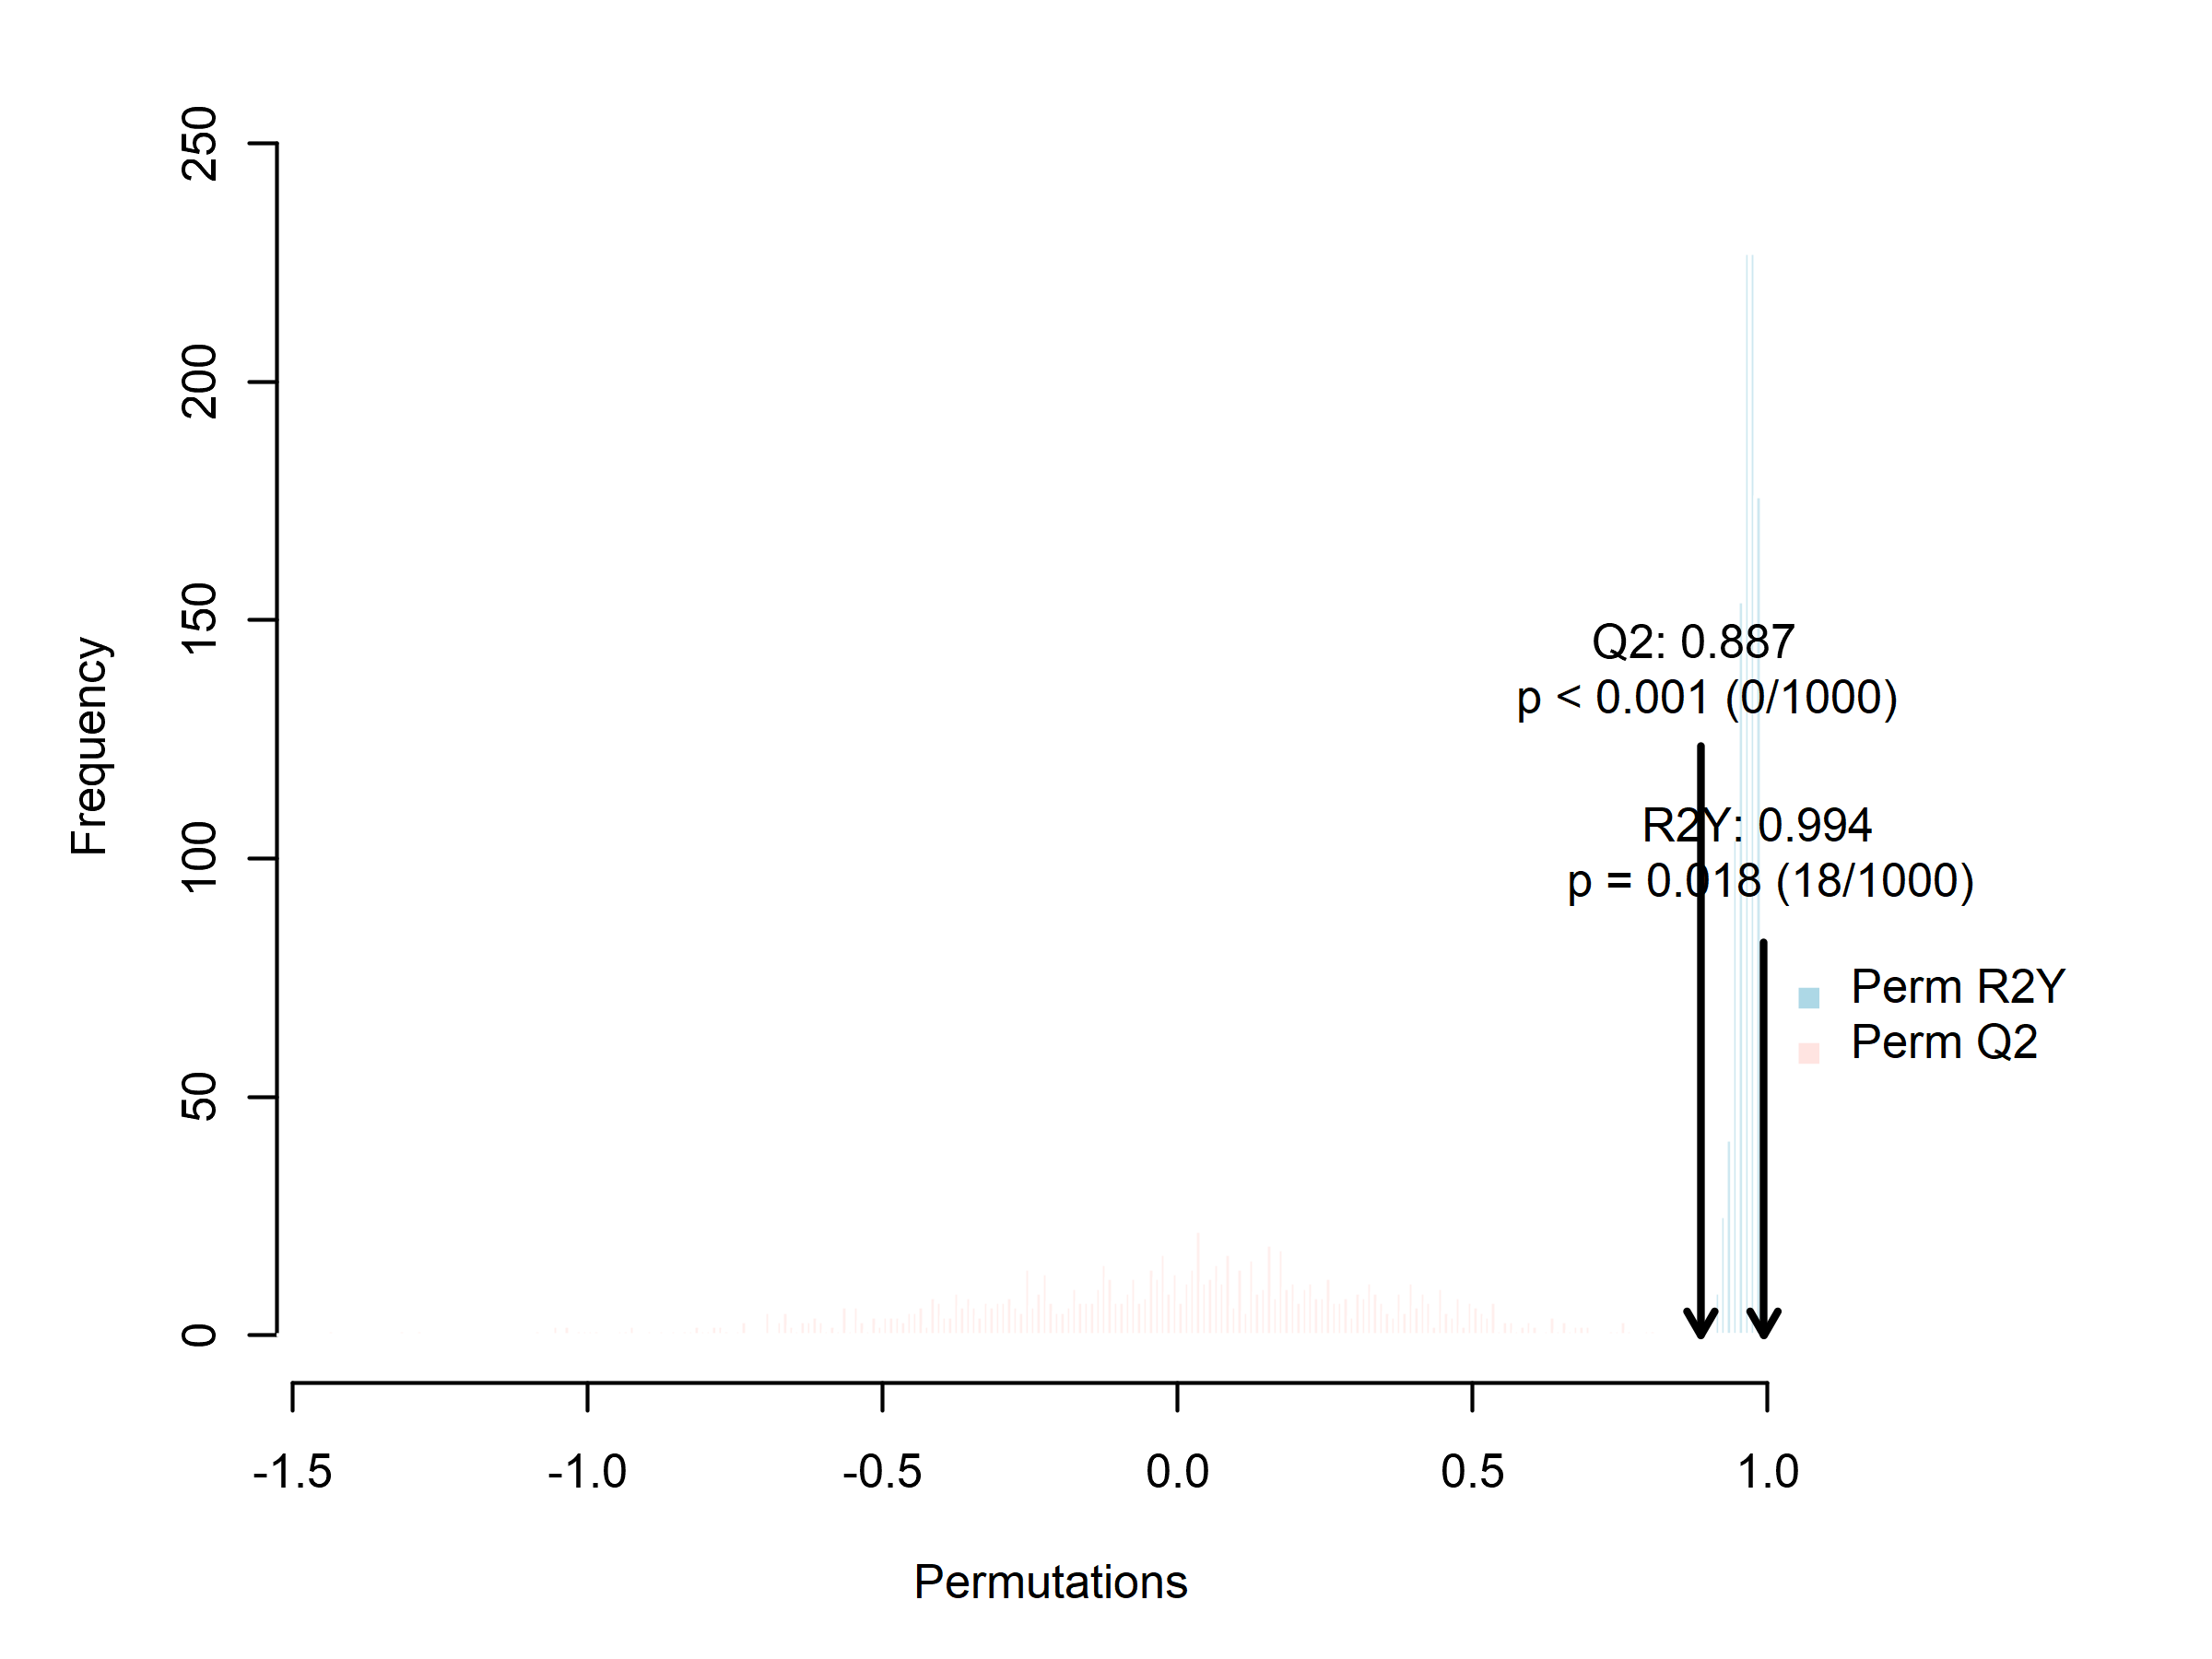 Frequency
250
200
150
100
50
0
Q2: 0.887
p < 0.001 (0/1000)
R2Y: 0.994
p = 0.018 (18/1000)
Perm R2Y
Perm Q2
-1.5 -1.0 -0.5 0.0 0.5 1.0
Permutations